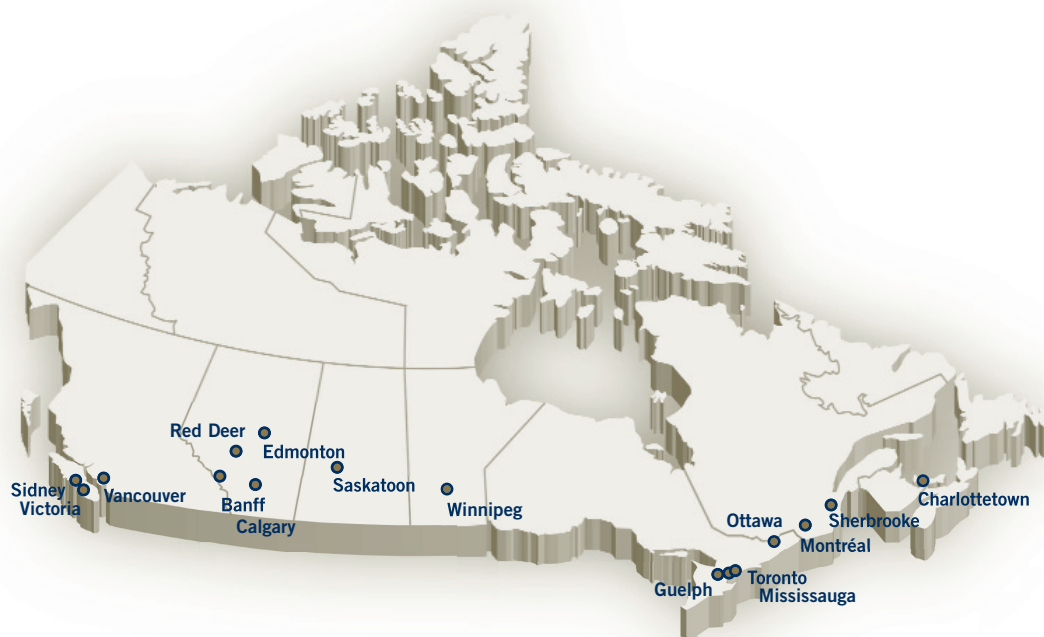 Red Deer
Edmonton
Saskatoon
Sidney
Vancouver
Victoria
Banff
Calgary
Winnipeg
Charlottetown
Ottawa
Sherbrooke
Montréal
Guelph
Toronto
Mississauga